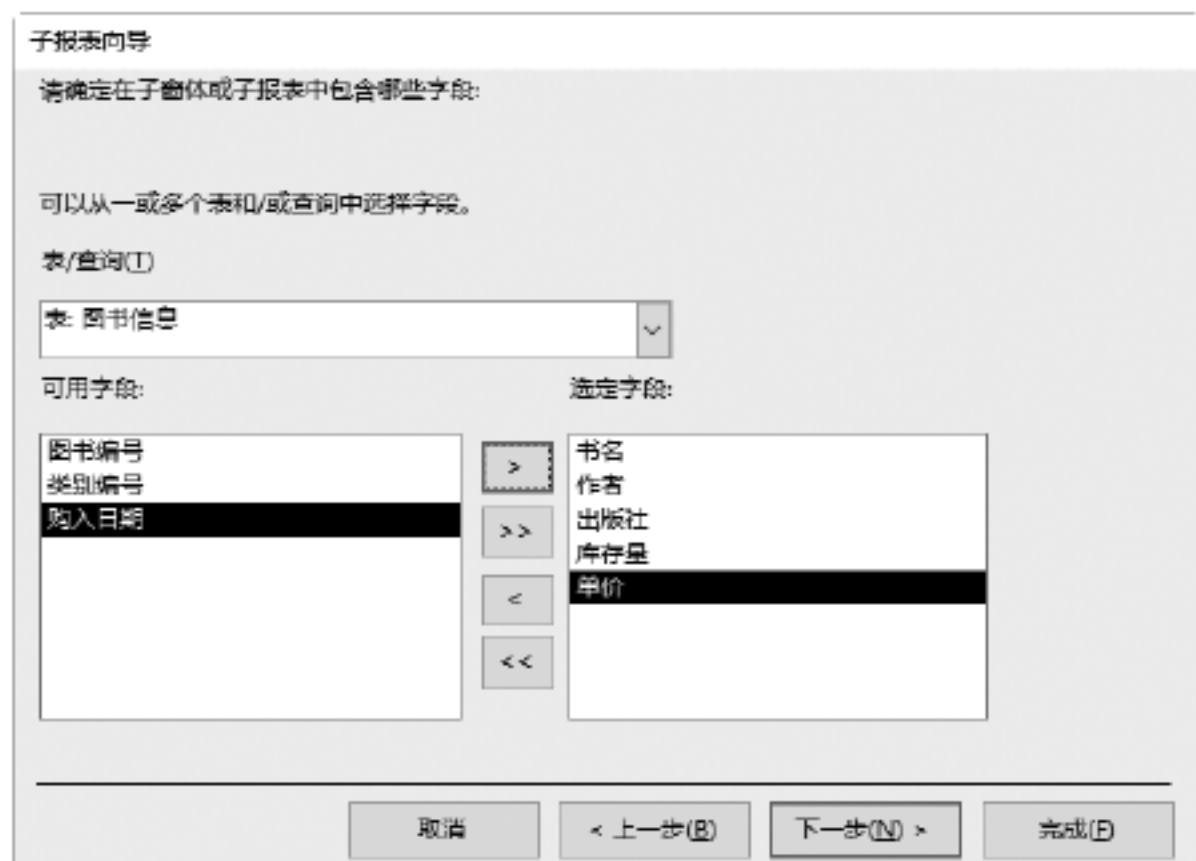 子报表向导
请确定在子窗体或子报表中包含哪些字段:
可以从一或多个表和/或查询中选择字段。
表/查询(T)
表: 图书信息
可用字段:
选定字段:
图书编号
类别编号
购入日期
>
>>
<
<<
书名
作者
出版社
库存量
单价
取消
< 上一步(B)
下一步(N) >
完成(F)